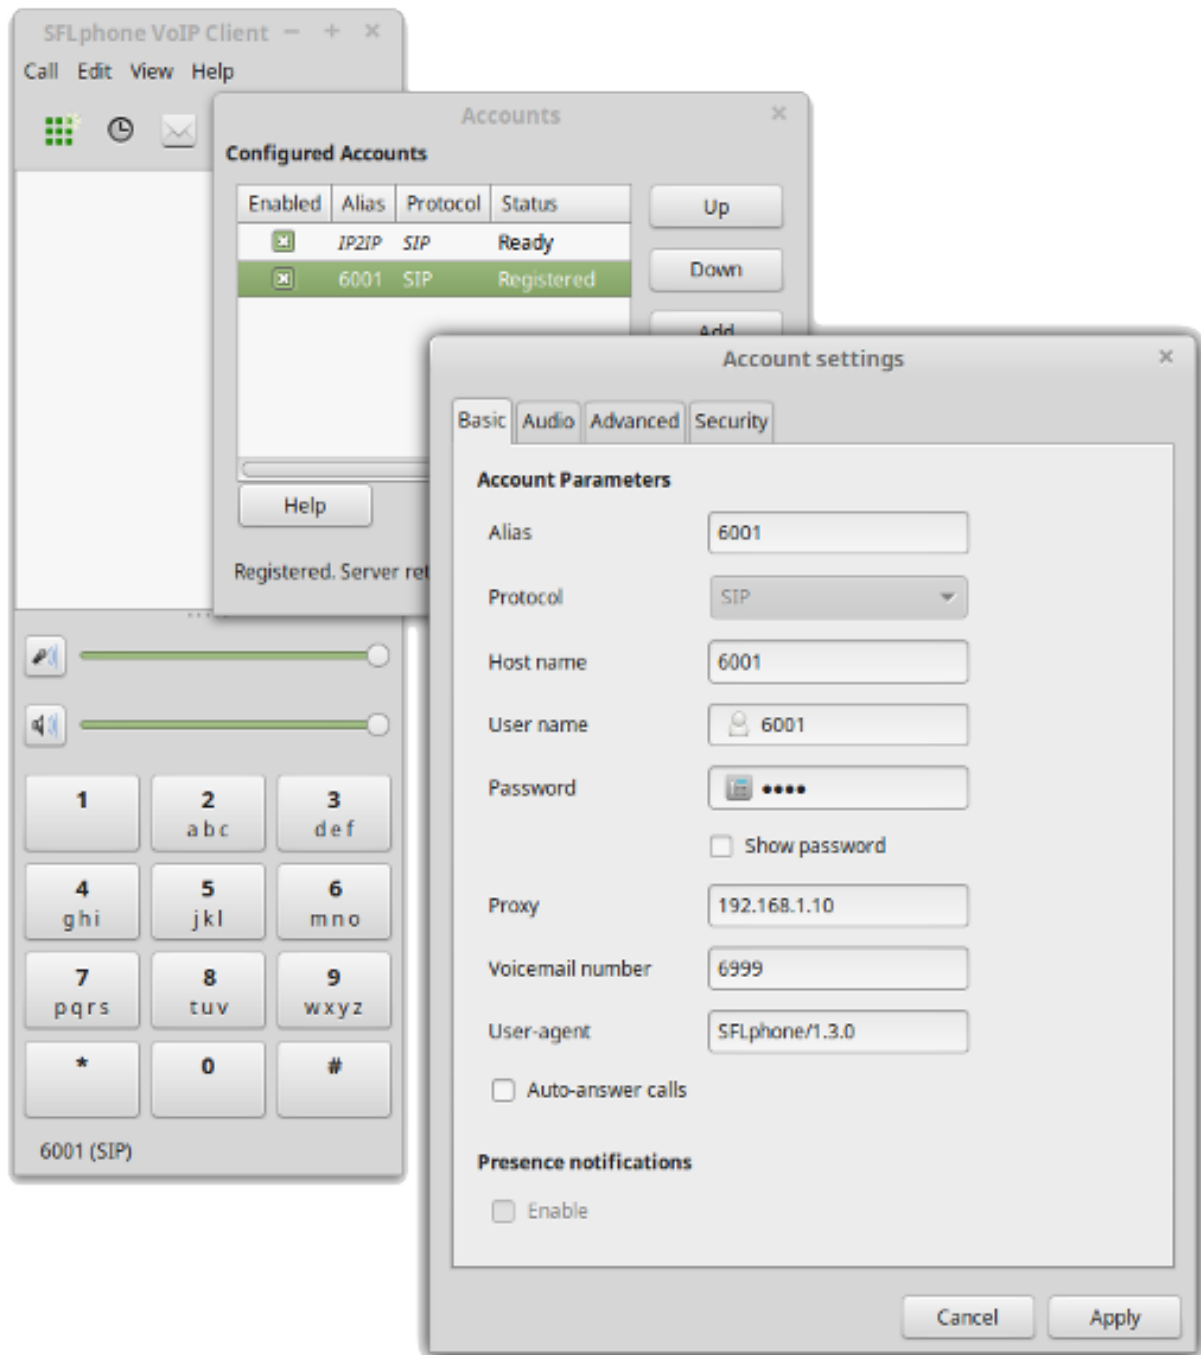 SFLphone VoIP Client
Call Edit View Help
Accounts
Configured Accounts
Enabled Alias Protocol Status
IP2IP SIP Ready
6001 SIP Registered
Up
Down
Add
Help
Registered. Server ret
Account settings
Basic Audio Advanced Security
Account Parameters
Alias 6001
Protocol SIP
Host name 6001
User name 6001
Password ••••
Show password
Proxy 192.168.1.10
Voicemail number 6999
User-agent SFLphone/1.3.0
Auto-answer calls
Presence notifications
Enable
Cancel Apply
1 2 3
abc def
4 5 6
ghi jkl mno
7 8 9
pqrs tuv wxyz
* 0 #
6001 (SIP)